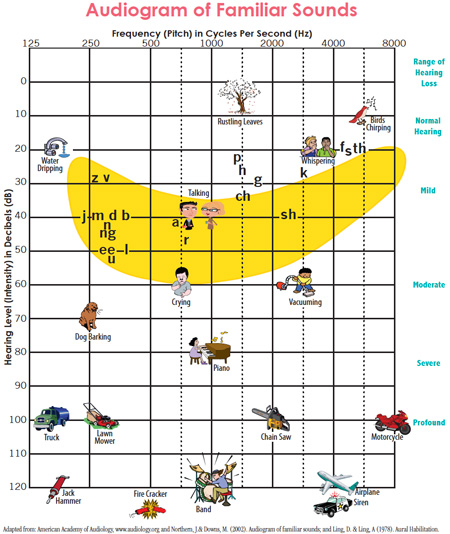 Audiogram of Familiar Sounds
Frequency (Pitch) in Cycles Per Second (Hz)
125 250 500 1000 2000 4000 8000
Range of
Hearing
Loss
Hearing Level (Intensity) in Decibels (dB)
0
Rustling Leaves
10
Birds
Chirping
Normal
Hearing
20
Water
Dripping
Whispering
f s th
p
h
k
z v
g
30
Mild
Talking
ch
40
j m d b
a
sh
n
ng
r
50
ee l
u
60
Crying
Vacuuming
Moderate
70
Dog Barking
80
Piano
Severe
90
100
Truck
Lawn
Mower
Chain Saw
Motorcycle
Profound
110
120
Jack
Hammer
Fire Cracker
Band
Airplane
Siren
Adapted from: American Academy of Audiology, www.audiology.org and Northern, J & Downs, M. (2002). Audiogram of familiar sounds; and Ling, D. & Ling, A (1978). Aural Habilitation.